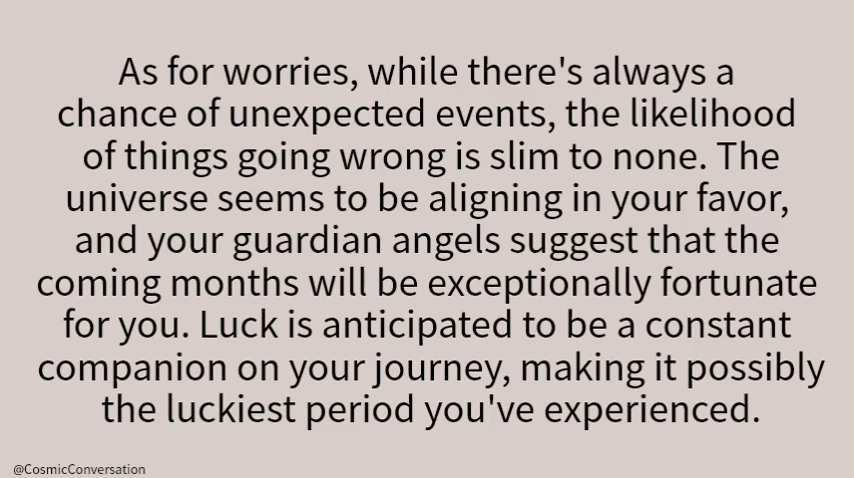 As for worries, while there's always a
chance of unexpected events, the likelihood
of things going wrong is slim to none. The
universe seems to be aligning in your favor,
and your guardian angels suggest that the
coming months will be exceptionally fortunate
for you. Luck is anticipated to be a constant
companion on your journey, making it possibly
the luckiest period you've experienced.
@CosmicConversation